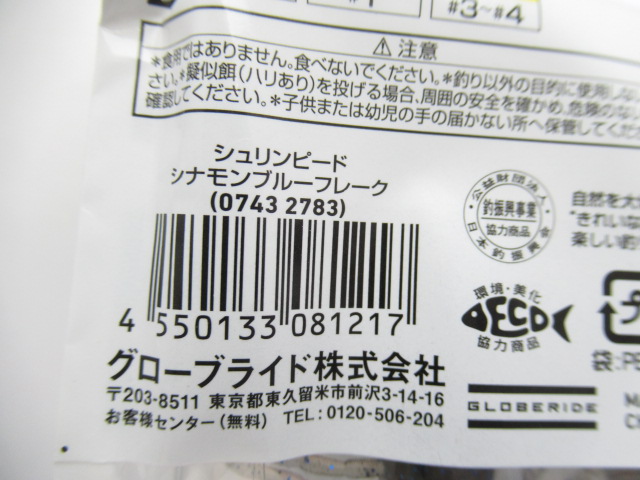 #1
#3~#4
⚠注意
*食用ではありません。食べないでください。*釣り以外の目的に使用しな
さい。*疑似餌(ハリあり)を投げる場合、周囲の安全を確かめ、危険のな
確認してください。*子供または幼児の手の届かない所へ保管してくださ
シュリンピード
シナモンブルーフレーク
(0743 2783)
4 550133 081217
グローブライド株式会社
〒203-8511 東京都東久留米市前沢3-14-16
お客様センター(無料) TEL:0120-506-204
公益財団法人
釣振興事業
協力商品
日本釣振興会
自然を大
"きれいな
楽しい釣
環境・美化
ECO
協力商品
袋:P
GLOBERIDE
Ma
Ch